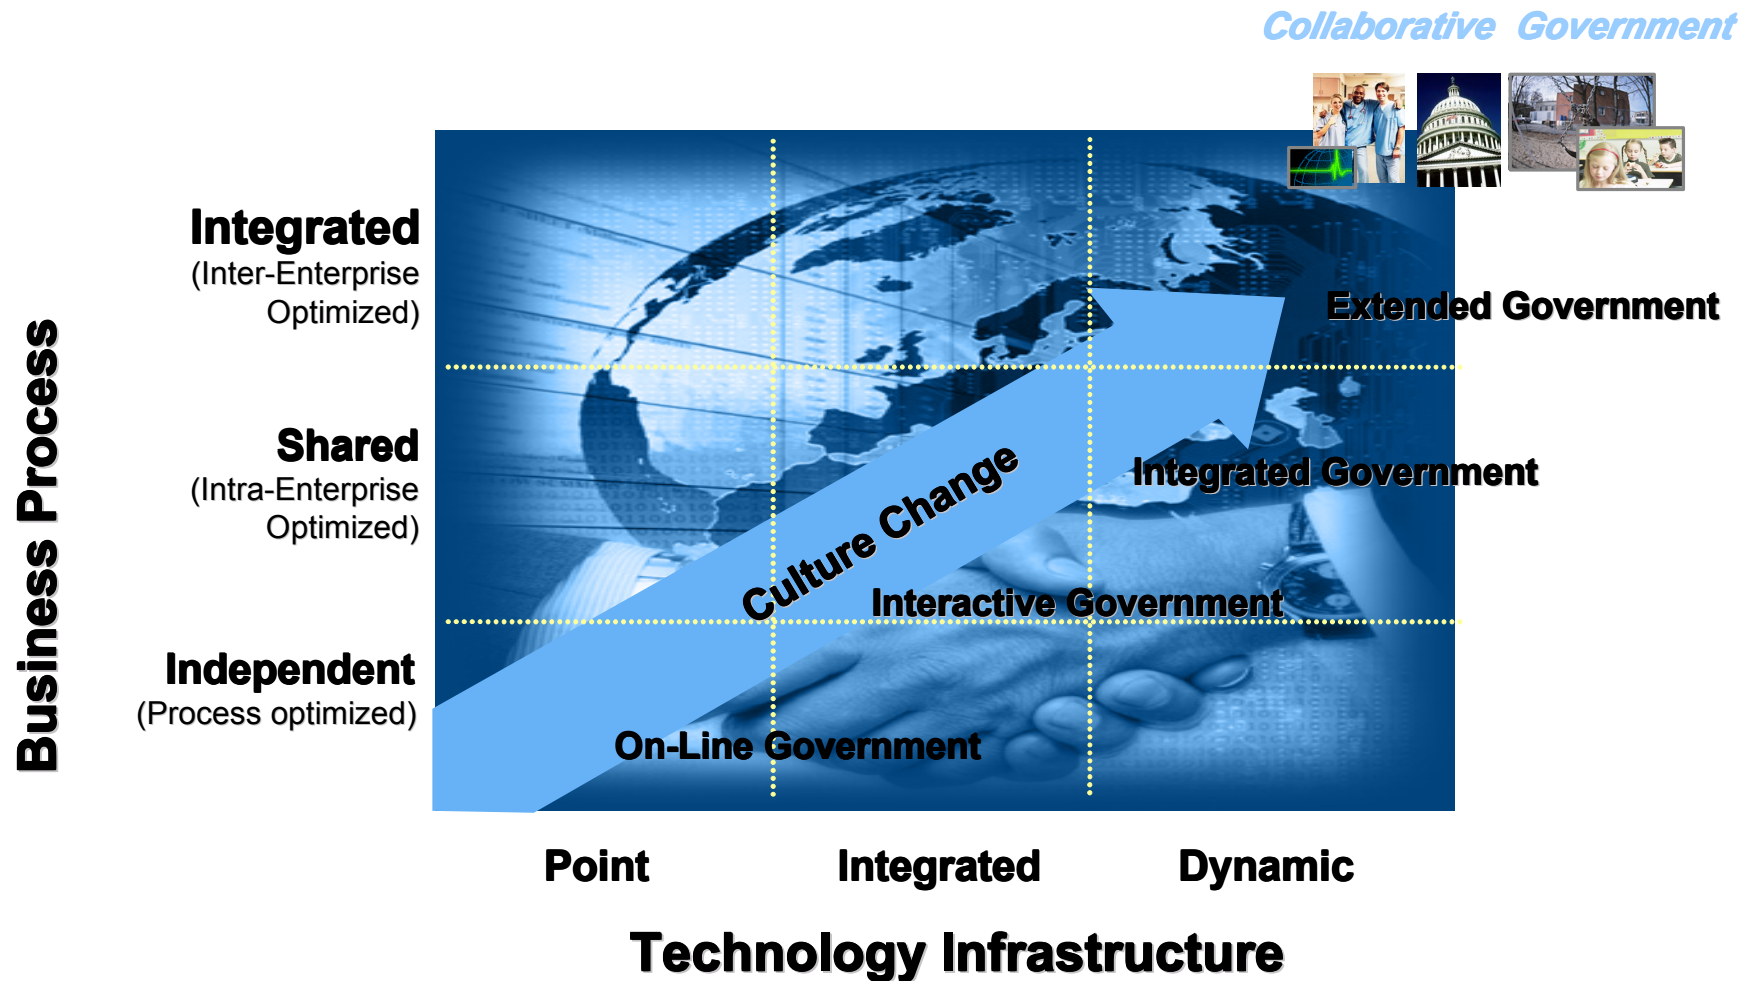 Collaborative Government
Integrated
(Inter-Enterprise
Optimized)
Extended Government
Business Process
Shared
(Intra-Enterprise
Optimized)
Culture Change
Integrated Government
Interactive Government
Independent
(Process optimized)
On-Line Government
Point
Integrated
Dynamic
Technology Infrastructure